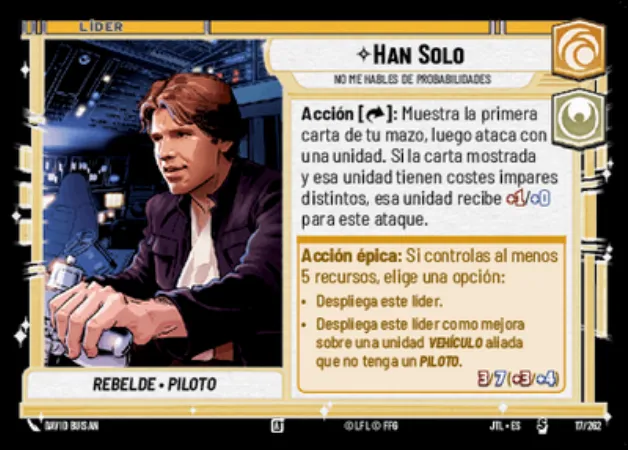 LÍDER
HAN SOLO
NO ME HABLES DE PROBABILIDADES
Acción [ ]: Muestra la primera
carta de tu mazo, luego ataca con
una unidad. Si la carta mostrada
y esa unidad tienen costes impares
distintos, esa unidad recibe +1/+0
para este ataque.
Acción épica: Si controlas al menos
5 recursos, elige una opción:
• Despliega este líder.
• Despliega este líder como mejora
sobre una unidad VEHÍCULO aliada
que no tenga un PILOTO.
3/7 (+3/+4)
REBELDE • PILOTO
DAVID BUISAN
© LFL © FFG
JTL • ES
17/262